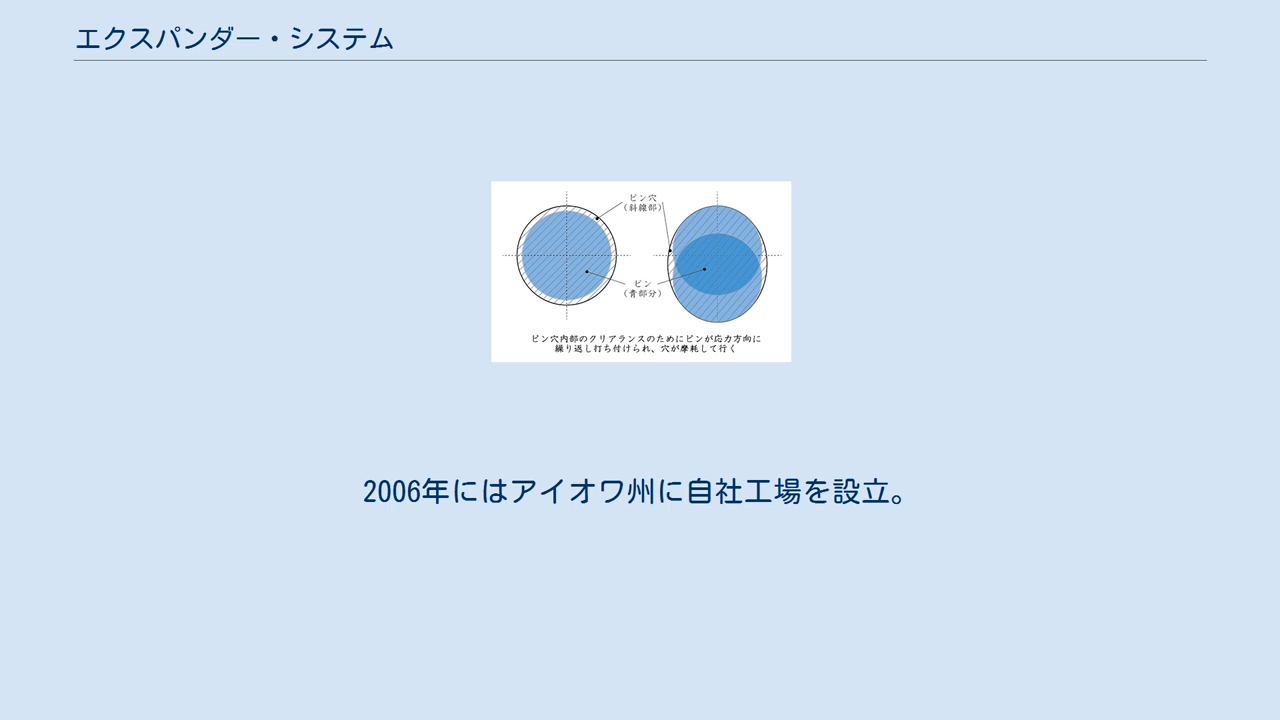 エクスパンダー・システム
ピン穴
(斜線部)
ピン
(青部分)
ピン穴内部のクリアランスのためにピンが応力方向に
繰り返し打ち付けられ、穴が摩耗して行く
2006年にはアイオワ州に自社工場を設立。